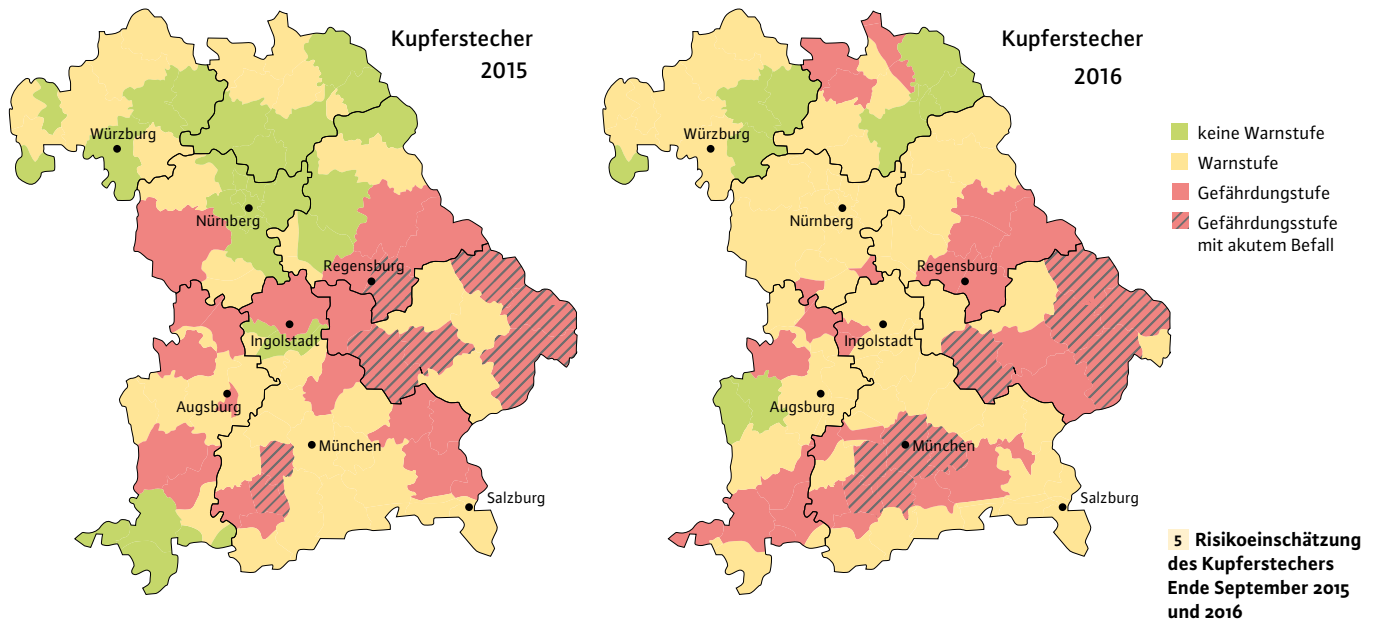 Kupferstecher
2015
Würzburg
Nürnberg
Regensburg
Ingolstadt
Augsburg
München
Salzburg
Kupferstecher
2016
Würzburg
Nürnberg
Regensburg
Ingolstadt
Augsburg
München
Salzburg
keine Warnstufe
Warnstufe
Gefährdungstufe
Gefährdungsstufe
mit akutem Befall
5 Risikoeinschätzung
des Kupferstechers
Ende September 2015
und 2016